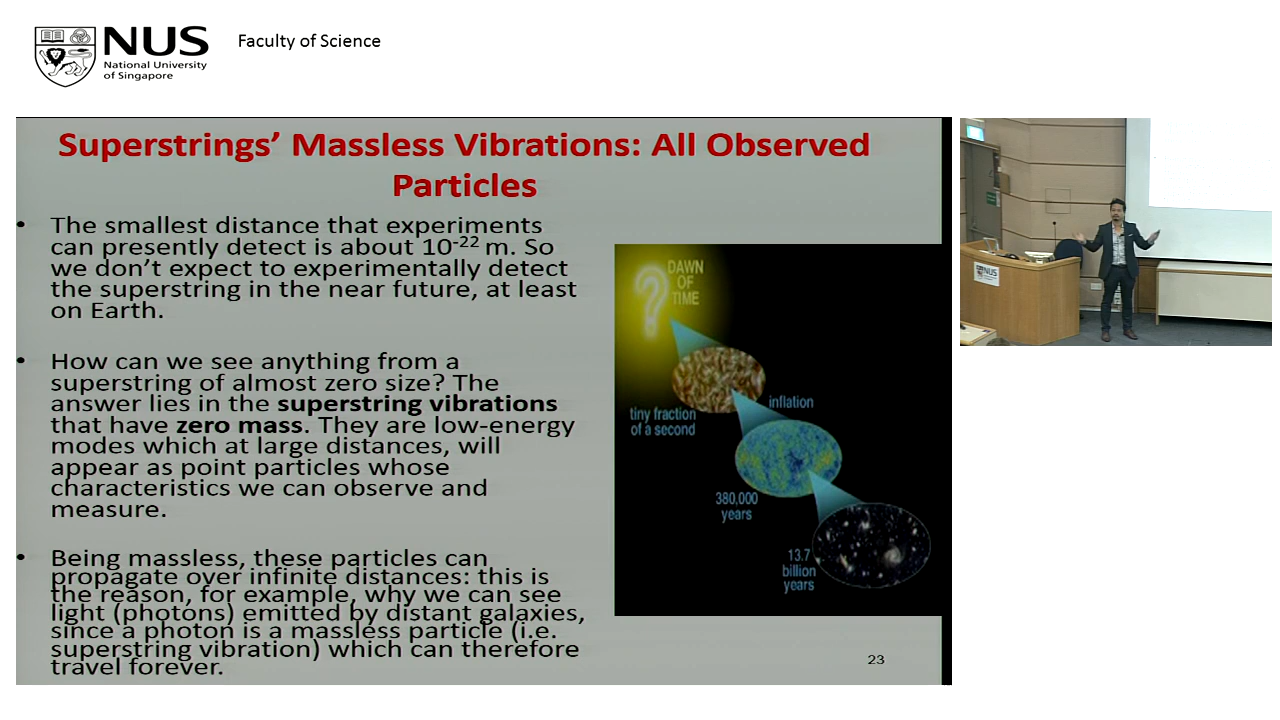 NUS
National University
of Singapore
Faculty of Science
Superstrings’ Massless Vibrations: All Observed
Particles
• The smallest distance that experiments
can presently detect is about 10⁻²² m. So
we don’t expect to experimentally detect
the superstring in the near future, at least
on Earth.
• How can we see anything from a
superstring of almost zero size? The
answer lies in the superstring vibrations
that have zero mass. They are low-energy
modes which at large distances, will
appear as point particles whose
characteristics we can observe and
measure.
• Being massless, these particles can
propagate over infinite distances: this is
the reason, for example, why we can see
light (photons) emitted by distant galaxies,
since a photon is a massless particle (i.e.
superstring vibration) which can therefore
travel forever.
DAWN
OF
TIME
?
tiny fraction
of a second
inflation
380,000
years
13.7
billion
years
23
NUS